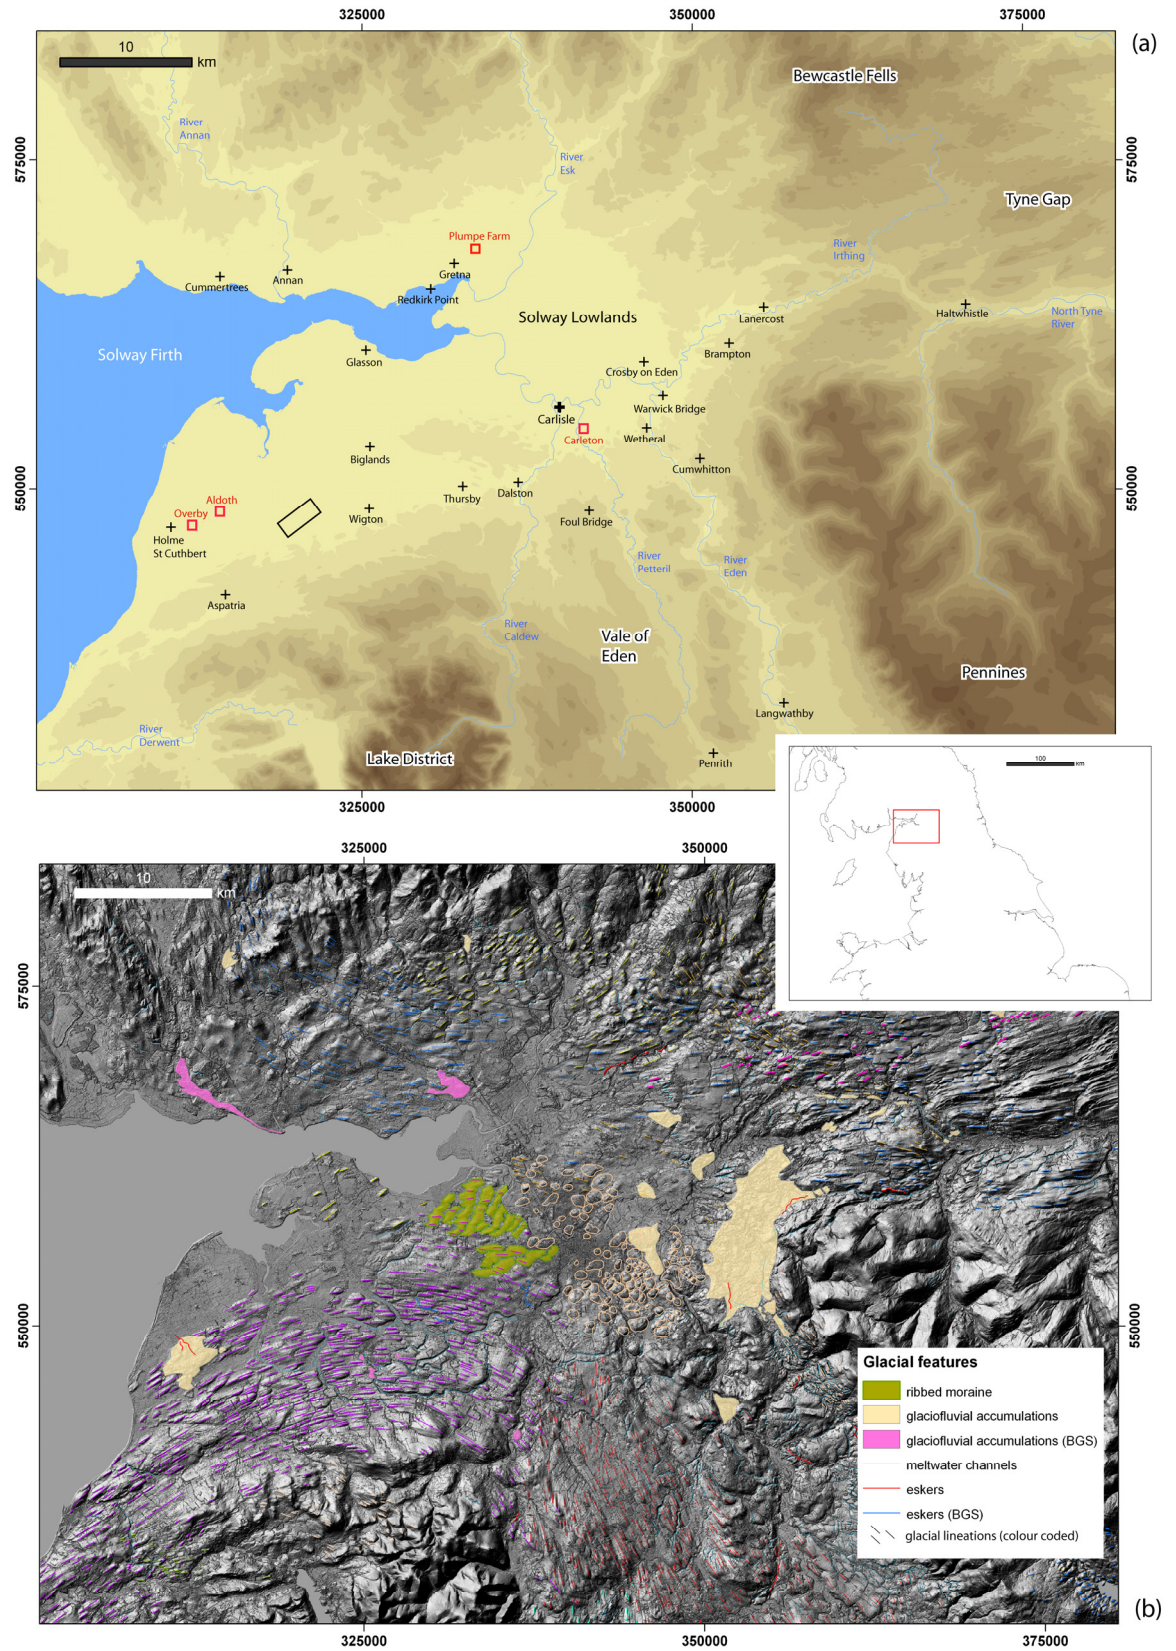 325000
350000
375000
(a)
10
km
Bewcastle Fells
River
Annan
575000
575000
River
Esk
Tyne Gap
Plumpe Farm
River
Irthing
Gretna
Annan
Cummertrees
Redkirk Point
Solway Lowlands
Lanercost
Haltwhistle
North Tyne
River
Solway Firth
Glasson
Brampton
Crosby on Eden
Warwick Bridge
Carlisle
Carleton
Wetheral
Biglands
Cumwhitton
550000
550000
Thursby
Dalston
Aldoth
Overby
Wigton
Foul Bridge
Holme
St Cuthbert
River
Petteril
River
Eden
Aspatria
River
Caldew
Vale of
Eden
Pennines
Langwathby
River
Derwent
Lake District
Penrith
325000
350000
100
km
325000
350000
10
km
575000
550000
550000
Glacial features
ribbed moraine
glaciofluvial accumulations
glaciofluvial accumulations (BGS)
meltwater channels
eskers
eskers (BGS)
glacial lineations (colour coded)
(b)
325000
350000
375000